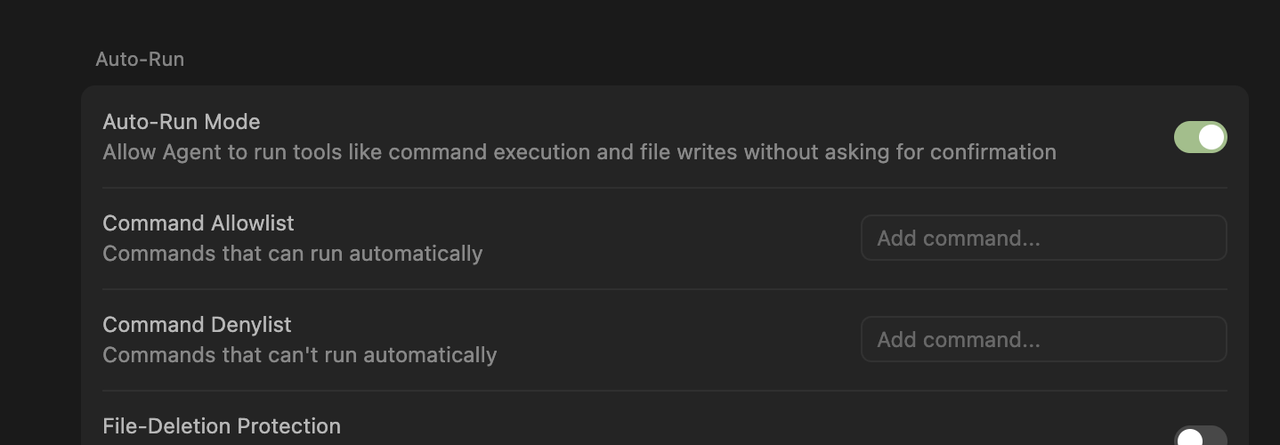 Auto-Run
Auto-Run Mode
Allow Agent to run tools like command execution and file writes without asking for confirmation
Command Allowlist
Commands that can run automatically
Add command...
Command Denylist
Commands that can't run automatically
Add command...
File-Deletion Protection